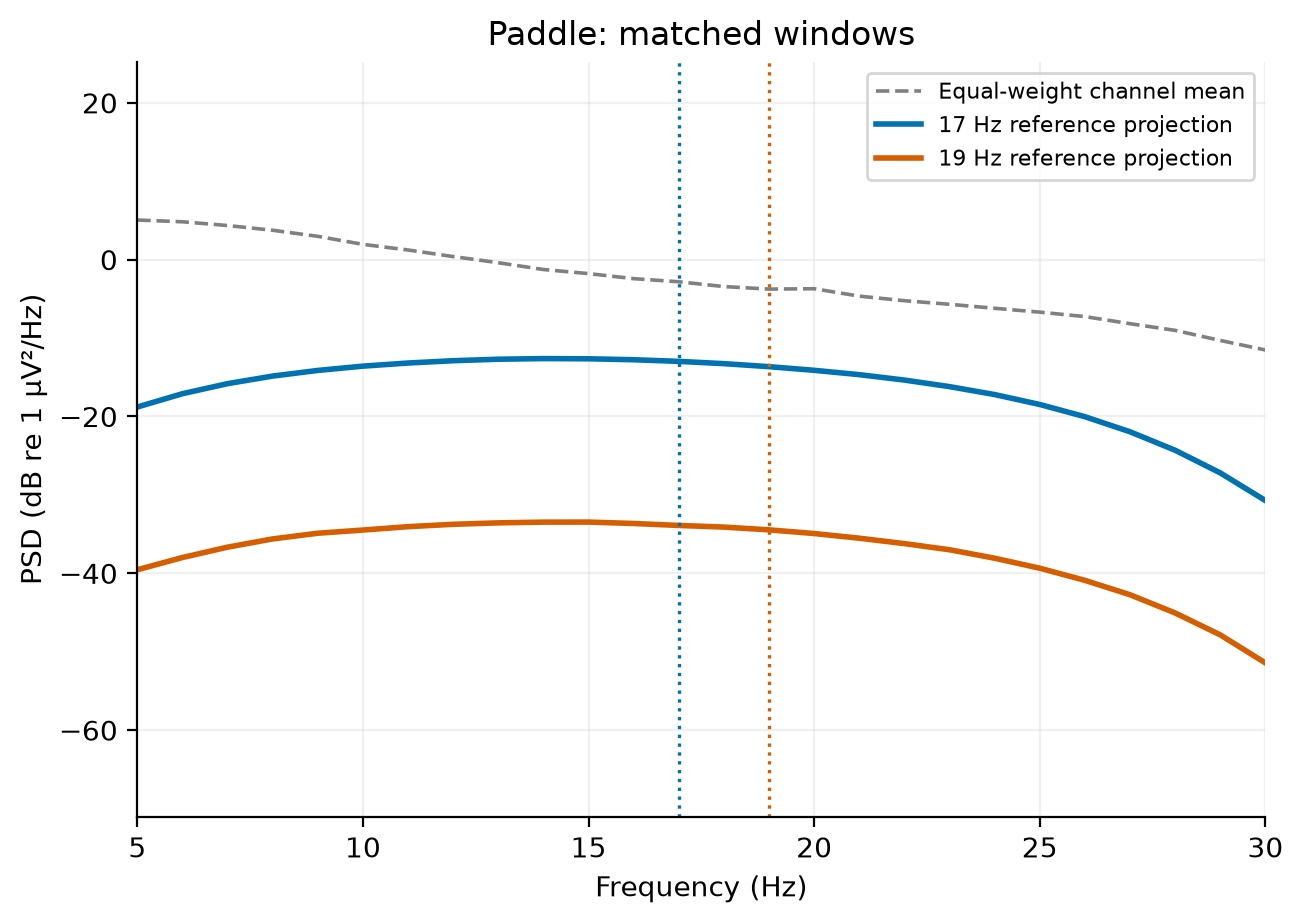 Paddle: matched windows
Equal-weight channel mean
17 Hz reference projection
19 Hz reference projection
PSD (dB re 1 µV²/Hz)
20
0
−20
−40
−60
5 10 15 20 25 30
Frequency (Hz)